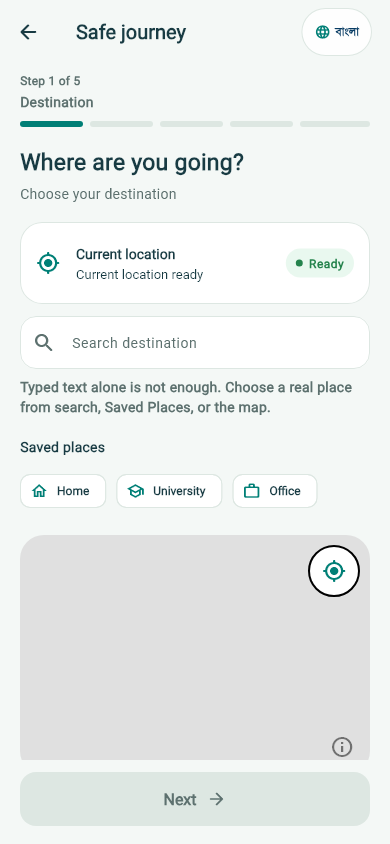 Safe journey
বাংলা
Step 1 of 5
Destination
Where are you going?
Choose your destination
Current location
Current location ready
Ready
Search destination
Typed text alone is not enough. Choose a real place
from search, Saved Places, or the map.
Saved places
Home
University
Office
Next